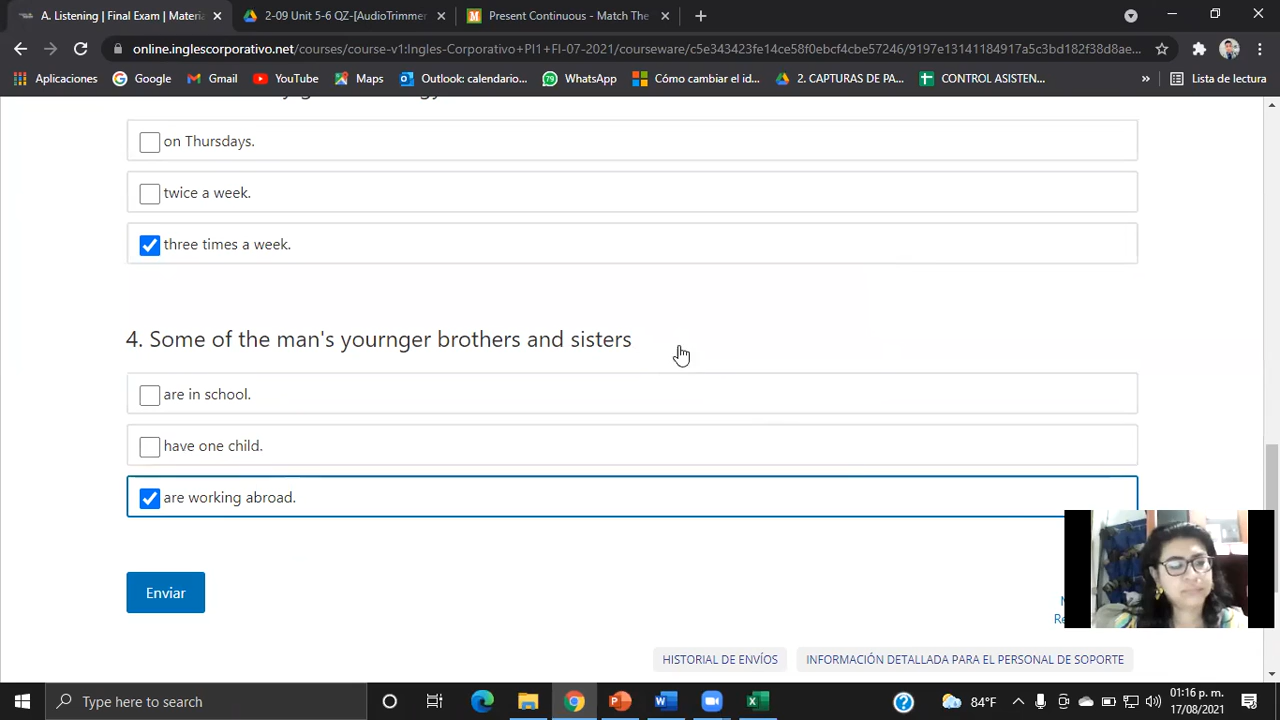 A. Listening | Final Exam | Materia
2-09 Unit 5-6 QZ-[AudioTrimmer
Present Continuous - Match The
online.inglescorporativo.net/courses/course-v1:Ingles-Corporativo+PI1+FI-07-2021/courseware/c5e343423fe14ce58f0ebcf4cbe57246/9197e13141184917a5c3bd182f38d8ae...
Aplicaciones Google Gmail YouTube Maps Outlook: calendario... WhatsApp Cómo cambiar el id... 2. CAPTURAS DE PA... CONTROL ASISTEN... » Lista de lectura
on Thursdays.
twice a week.
three times a week.
4. Some of the man's yournger brothers and sisters
are in school.
have one child.
are working abroad.
Enviar
HISTORIAL DE ENVÍOS INFORMACIÓN DETALLADA PARA EL PERSONAL DE SOPORTE
Type here to search
84°F
01:16 p. m.
17/08/2021